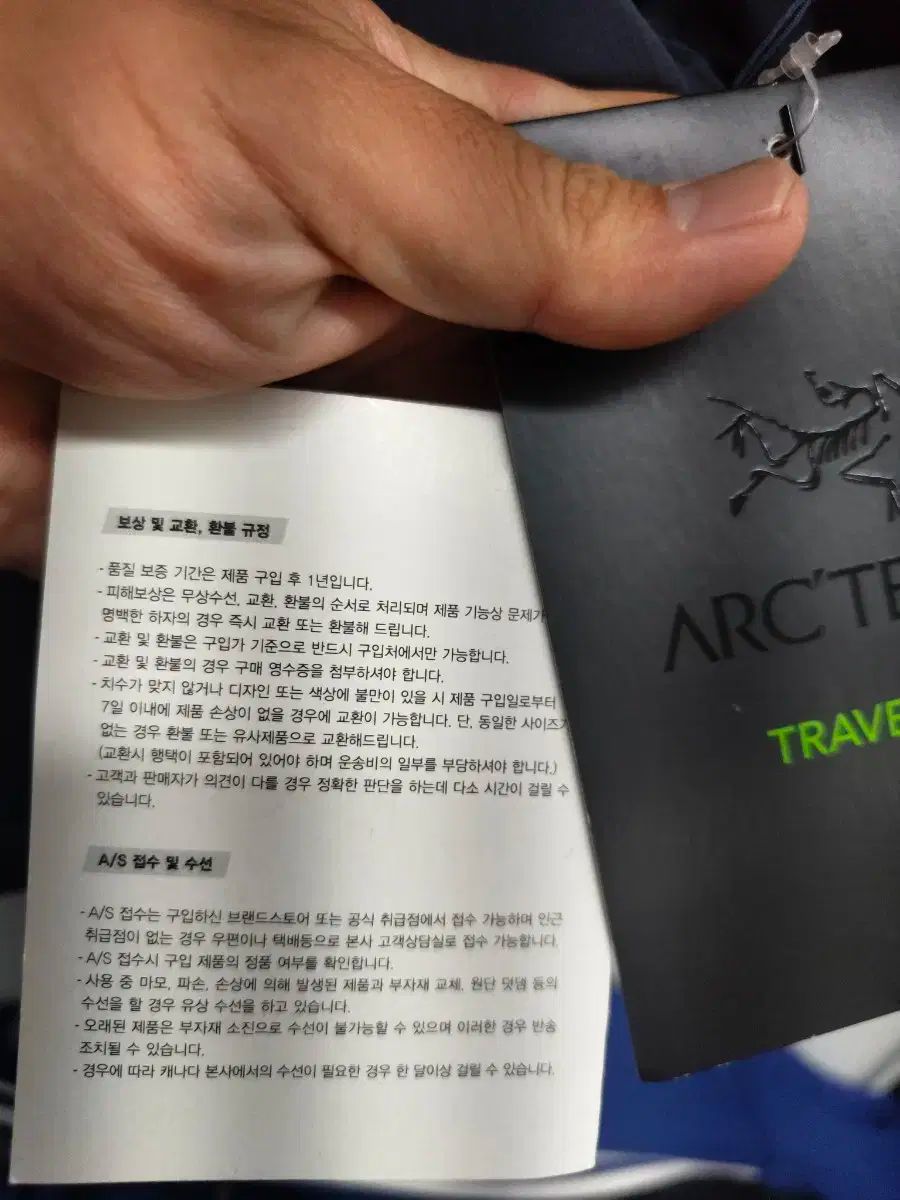 보상 및 교환, 환불 규정
- 품질 보증 기간은 제품 구입 후 1년입니다.
- 피해보상은 무상수선, 교환, 환불의 순서로 처리되며 제품 기능상 문제가
명백한 하자의 경우 즉시 교환 또는 환불해 드립니다.
- 교환 및 환불은 구입가 기준으로 반드시 구입처에서만 가능합니다.
- 교환 및 환불의 경우 구매 영수증을 첨부하셔야 합니다.
- 치수가 맞지 않거나 디자인 또는 색상에 불만이 있을 시 제품 구입일로부터
7일 이내에 제품 손상이 없을 경우에 교환이 가능합니다. 단, 동일한 사이즈가
없는 경우 환불 또는 유사제품으로 교환해드립니다.
(교환시 행택이 포함되어 있어야 하며 운송비의 일부를 부담하셔야 합니다.)
- 고객과 판매자가 의견이 다를 경우 정확한 판단을 하는데 다소 시간이 걸릴 수
있습니다.
A/S 접수 및 수선
- A/S 접수는 구입하신 브랜드스토어 또는 공식 취급점에서 접수 가능하며 인근
취급점이 없는 경우 우편이나 택배등으로 본사 고객상담실로 접수 가능합니다.
- A/S 접수시 구입 제품의 정품 여부를 확인합니다.
- 사용 중 마모, 파손, 손상에 의해 발생된 제품과 부자재 교체, 원단 덧댐 등의
수선을 할 경우 유상 수선을 하고 있습니다.
- 오래된 제품은 부자재 소진으로 수선이 불가능할 수 있으며 이러한 경우 반송
조치될 수 있습니다.
- 경우에 따라 캐나다 본사에서의 수선이 필요한 경우 한 달이상 걸릴 수 있습니다.
ARC'TE
TRAVE